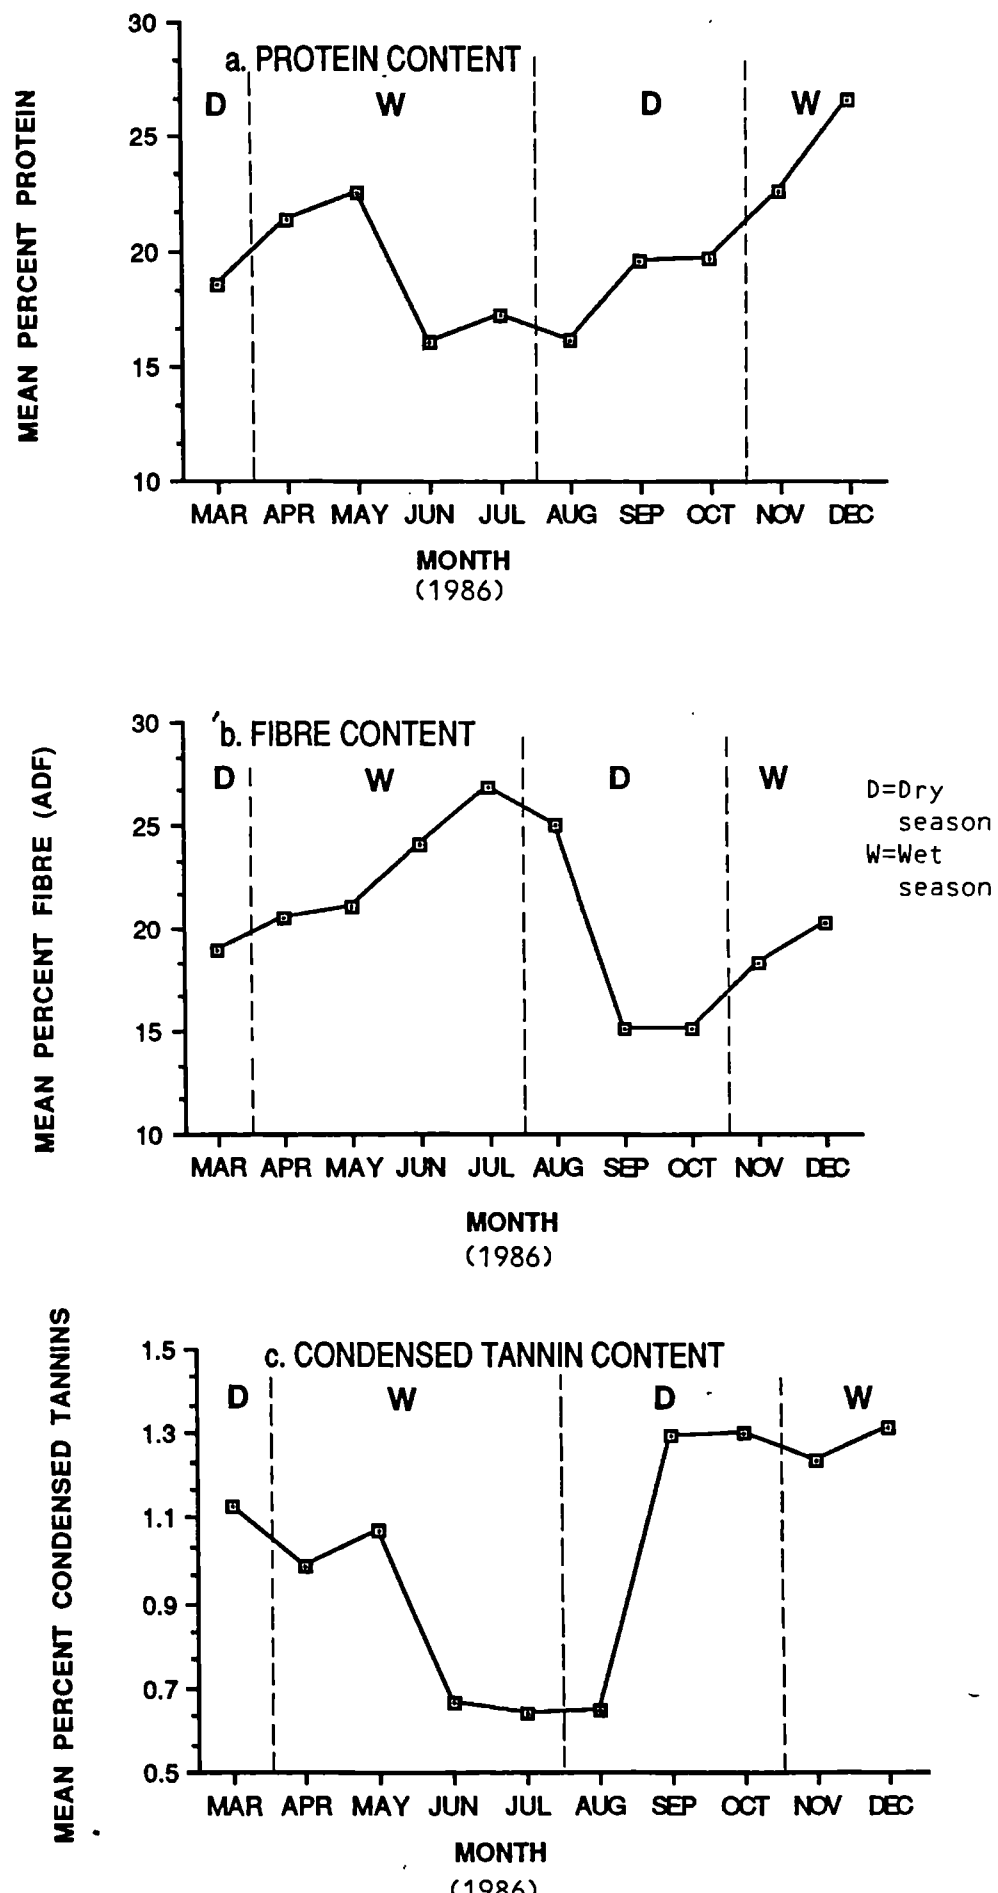 30
a. PROTEIN CONTENT
D W D W
25
20
15
10
MEAN PERCENT PROTEIN
MAR APR MAY JUN JUL AUG SEP OCT NOV DEC
MONTH
(1986)
30
b. FIBRE CONTENT
D W D W
25
20
15
10
MEAN PERCENT FIBRE (ADF)
D=Dry
season
W=Wet
season
MAR APR MAY JUN JUL AUG SEP OCT NOV DEC
MONTH
(1986)
1.5
c. CONDENSED TANNIN CONTENT
D W D W
1.3
1.1
0.9
0.7
0.5
MEAN PERCENT CONDENSED TANNINS
MAR APR MAY JUN JUL AUG SEP OCT NOV DEC
MONTH
(1986)